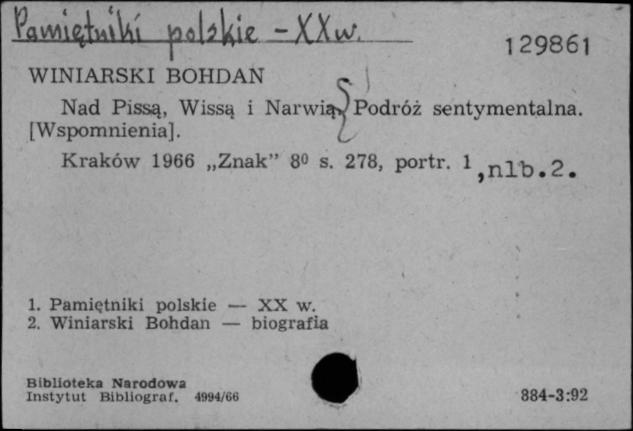 Pamiętniki polskie - XX w.
129861
WINIARSKI BOHDAN
Nad Pissą, Wissą i Narwią. Podróż sentymentalna.
[Wspomnienia].
Kraków 1966 „Znak” 8⁰ s. 278, portr. 1 ,nlb.2.
1. Pamiętniki polskie — XX w.
2. Winiarski Bohdan — biografia
Biblioteka Narodowa
Instytut Bibliograf. 4994/66
884-3:92